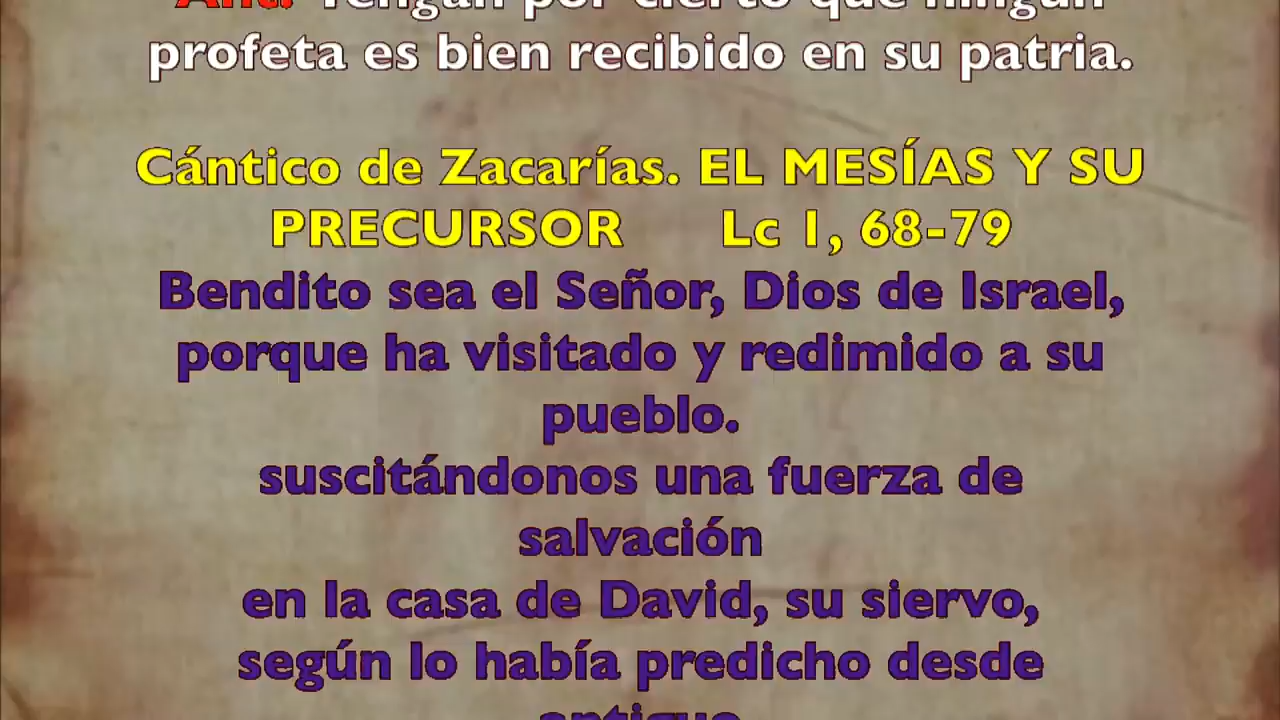 Ant. Tengan por cierto que ningún
profeta es bien recibido en su patria.
Cántico de Zacarías. EL MESÍAS Y SU
PRECURSOR Lc 1, 68-79
Bendito sea el Señor, Dios de Israel,
porque ha visitado y redimido a su
pueblo.
suscitándonos una fuerza de
salvación
en la casa de David, su siervo,
según lo había predicho desde
antiguo